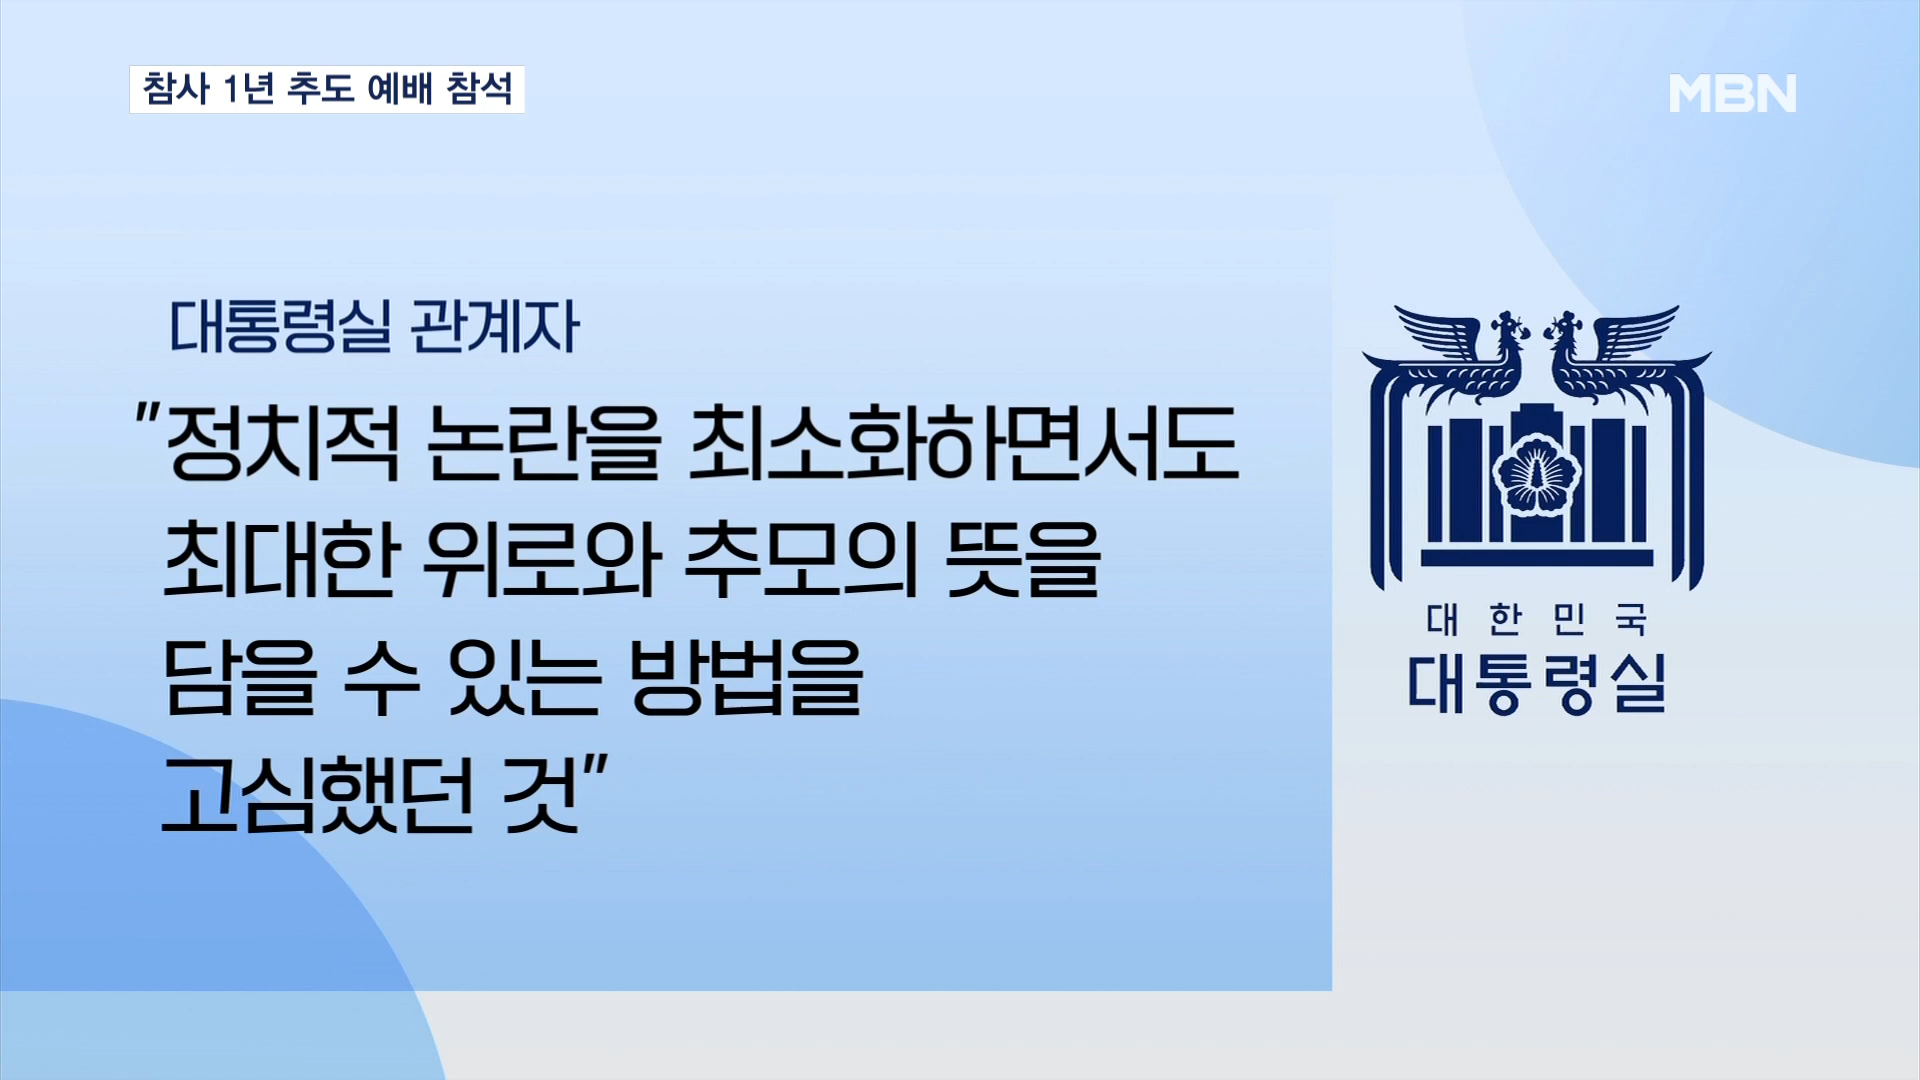 참사 1년 추도 예배 참석
MBN
대통령실 관계자
"정치적 논란을 최소화하면서도
최대한 위로와 추모의 뜻을
담을 수 있는 방법을
고심했던 것"
대한민국
대통령실